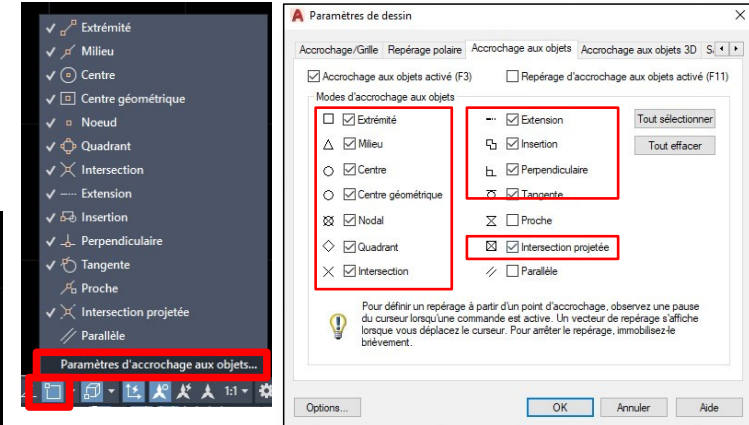 Extrémité
Milieu
Centre
Centre géométrique
Noeud
Quadrant
Intersection
Extension
Insertion
Perpendiculaire
Tangente
Proche
Intersection projetée
Parallèle
Paramètres d'accrochage aux objets...
1:1
Paramètres de dessin
Accrochage/Grille Repérage polaire Accrochage aux objets Accrochage aux objets 3D
Accrochage aux objets activé (F3) Repérage d'accrochage aux objets activé (F11)
Modes d'accrochage aux objets
Extrémité Extension Tout sélectionner
Milieu Insertion Tout effacer
Centre Perpendiculaire
Centre géométrique Tangente
Nodal Proche
Quadrant Intersection projetée
Intersection Parallèle
Pour définir un repérage à partir d'un point d'accrochage, observez une pause
du curseur lorsqu'une commande est active. Un vecteur de repérage s'affiche
lorsque vous déplacez le curseur. Pour arrêter le repérage, immobilisez-le
brièvement.
Options... OK Annuler Aide